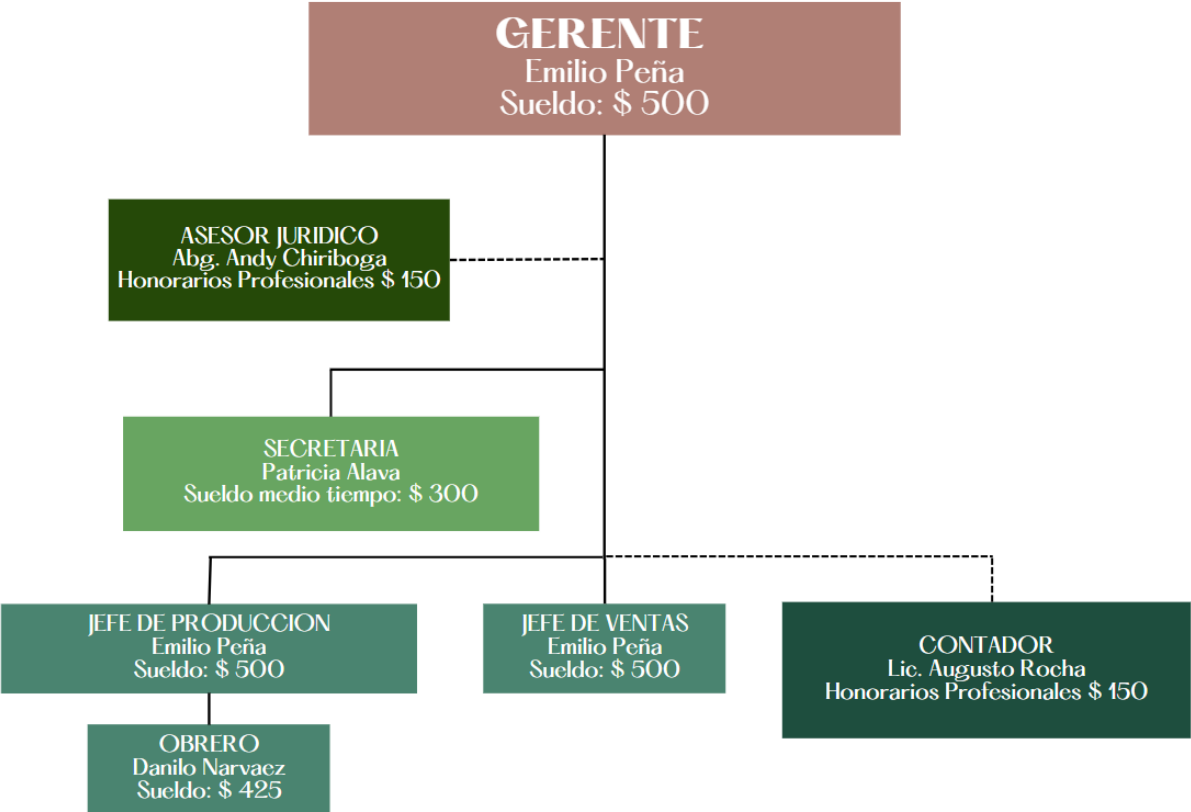 GERENTE
Emilio Peña
Sueldo: $ 500
ASESOR JURIDICO
Abg. Andy Chiriboga
Honorarios Profesionales $ 150
SECRETARIA
Patricia Alava
Sueldo medio tiempo: $ 300
JEFE DE PRODUCCION
Emilio Peña
Sueldo: $ 500
JEFE DE VENTAS
Emilio Peña
Sueldo: $ 500
CONTADOR
Lic. Augusto Rocha
Honorarios Profesionales $ 150
OBRERO
Danilo Narvaez
Sueldo: $ 425